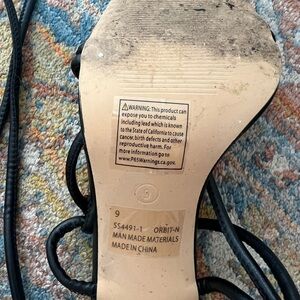 ⚠WARNING: This product can
expose you to chemicals
including lead which is known
to the State of California to cause
cancer, birth defects and other
reproductive harm. For
more information go to
www.P65Warnings.ca.gov.
9
9
SS4491-1 ORBIT-N
MAN MADE MATERIALS
MADE IN CHINA